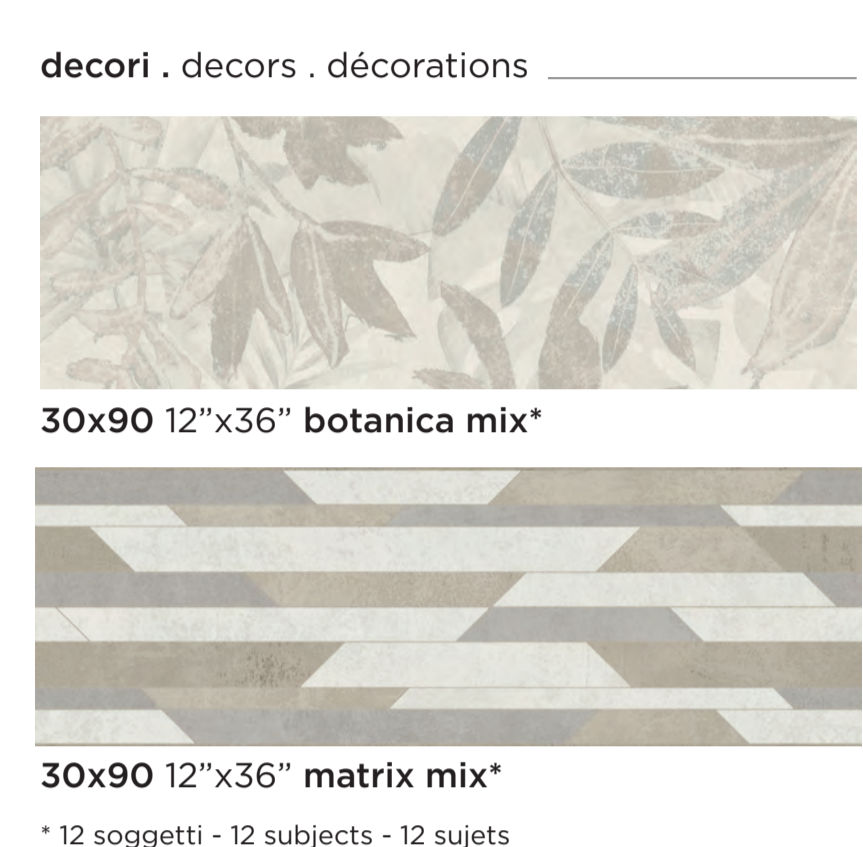 decori . decors . décorations
30x90 12”x36” botanica mix*
30x90 12”x36” matrix mix*
* 12 soggetti - 12 subjects - 12 sujets